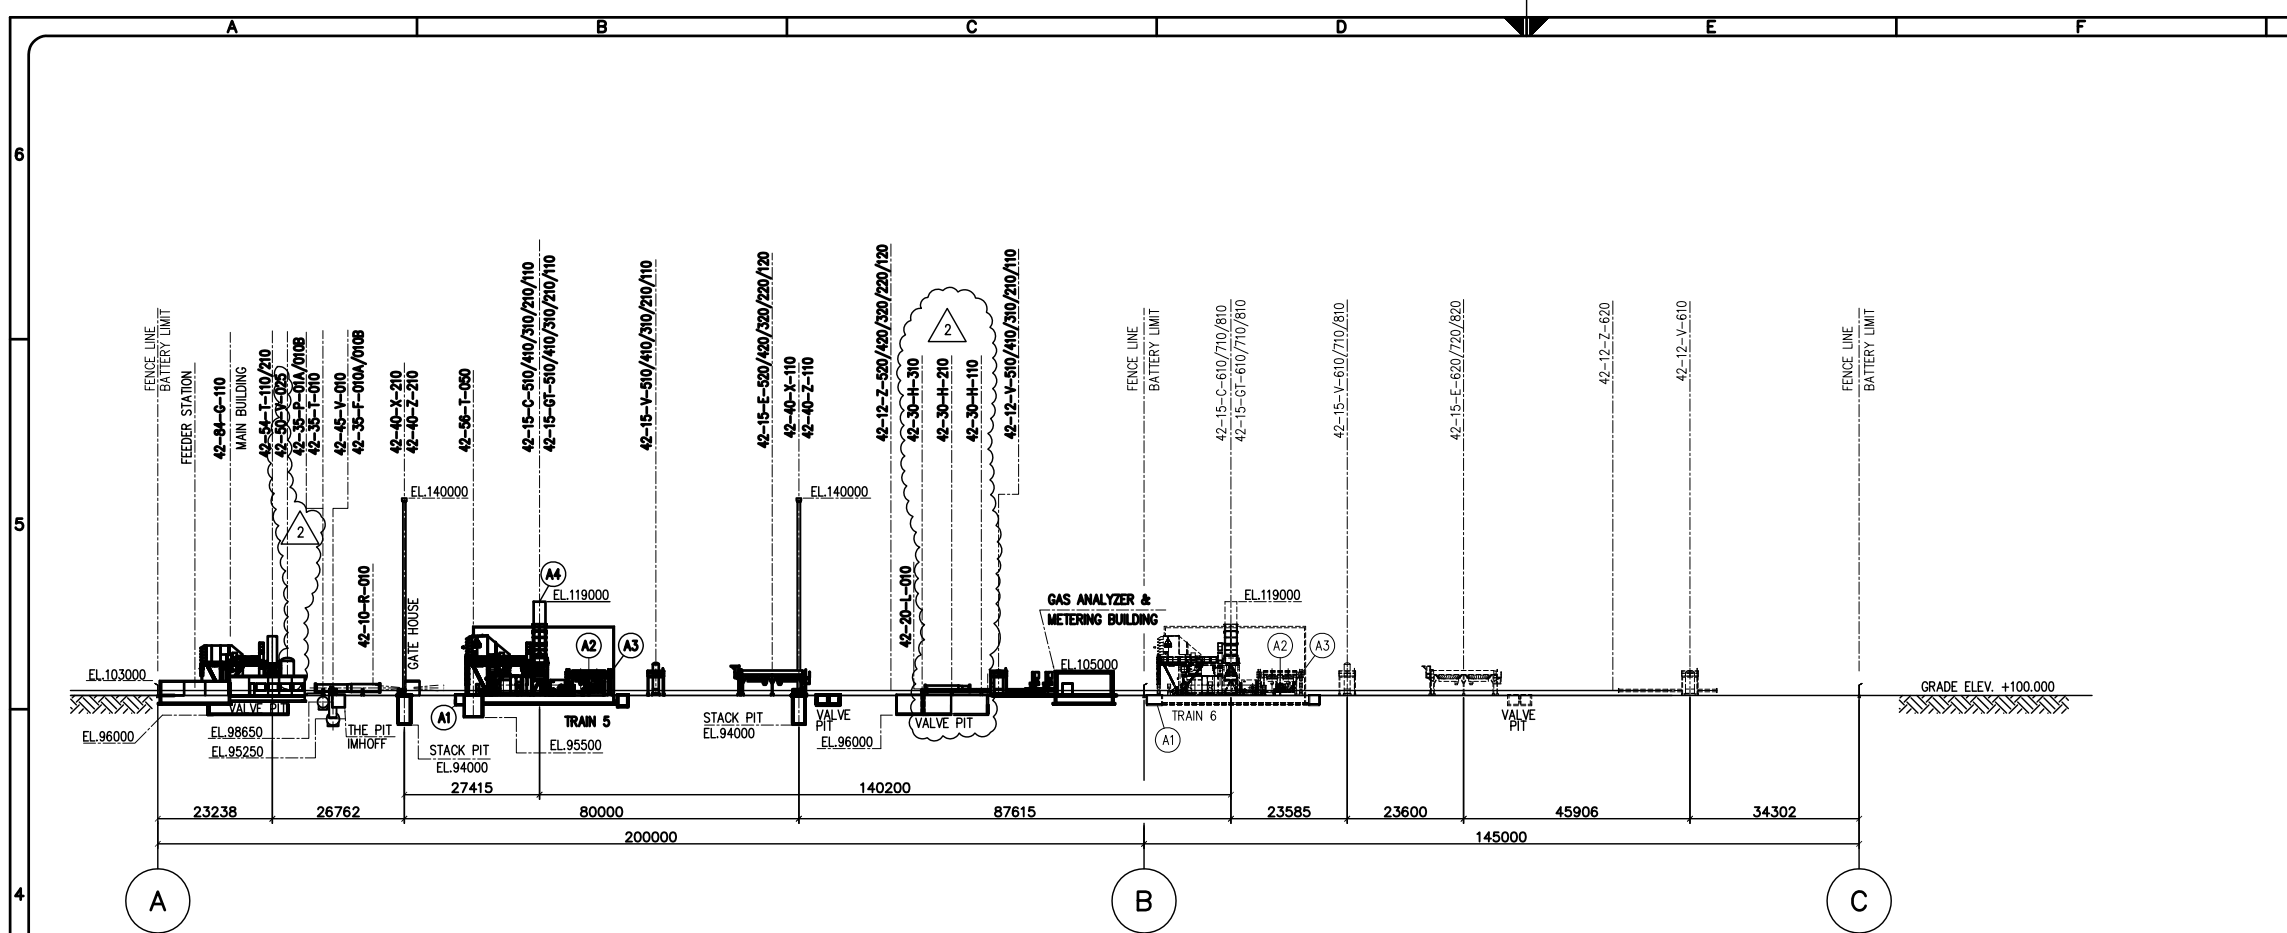 A
B
C
D
E
F
6
5
4
FENCE LINE
BATTERY LIMIT
FEEDER STATION
42-84-G-110
MAIN BUILDING
42-54-T-110/210
42-50-V-025
42-35-P-01A/010B
42-35-T-010
42-45-V-010
42-35-F-010A/010B
42-40-X-210
42-40-Z-210
42-56-T-050
42-15-C-510/410/310/210/110
42-15-GT-510/410/310/210/110
42-15-V-510/410/310/210/110
42-15-E-520/420/320/220/120
42-40-X-110
42-40-Z-110
42-12-Z-520/420/320/220/120
42-30-H-310
42-30-H-210
42-30-H-110
42-12-V-510/410/310/210/110
2
FENCE LINE
BATTERY LIMIT
42-15-C-610/710/810
42-15-GT-610/710/810
42-15-V-610/710/810
42-15-E-620/720/820
42-12-Z-620
42-12-V-610
FENCE LINE
BATTERY LIMIT
2
EL.140000
EL.140000
42-10-R-010
GATE HOUSE
A4
EL.119000
42-20-L-010
GAS ANALYZER &
METERING BUILDING
EL.119000
A2
A3
A2
A3
EL.103000
EL.105000
GRADE ELEV. +100.000
VALVE PIT
A1
TRAIN 5
STACK PIT
EL.94000
VALVE
PIT
VALVE PIT
TRAIN 6
A1
VALVE
PIT
EL.96000
EL.98650
EL.95250
THE PIT
IMHOFF
STACK PIT
EL.94000
EL.95500
EL.96000
27415
140200
23238
26762
80000
87615
23585
23600
45906
34302
200000
145000
A
B
C